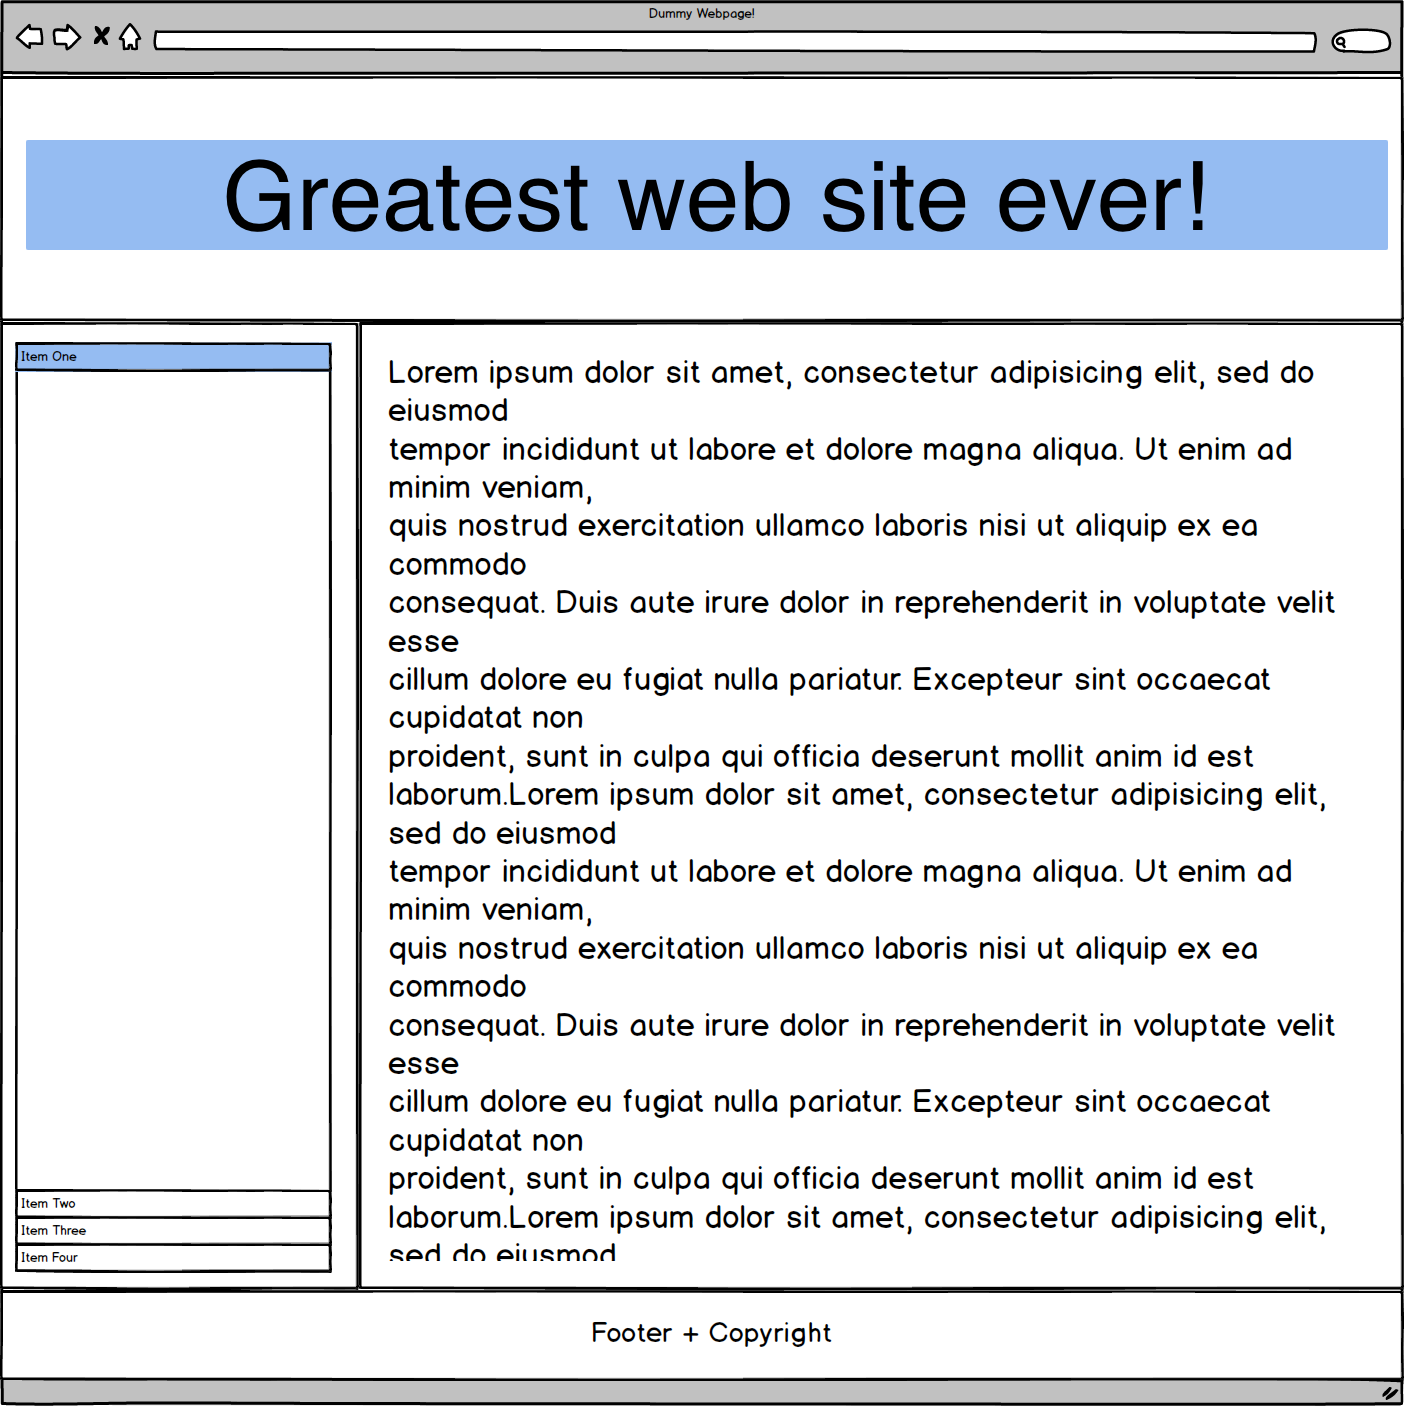 Dummy Webpage!
Greatest web site ever!
Item One
Item Two
Item Three
Item Four
Lorem ipsum dolor sit amet, consectetur adipisicing elit, sed do
eiusmod
tempor incididunt ut labore et dolore magna aliqua. Ut enim ad
minim veniam,
quis nostrud exercitation ullamco laboris nisi ut aliquip ex ea
commodo
consequat. Duis aute irure dolor in reprehenderit in voluptate velit
esse
cillum dolore eu fugiat nulla pariatur. Excepteur sint occaecat
cupidatat non
proident, sunt in culpa qui officia deserunt mollit anim id est
laborum.Lorem ipsum dolor sit amet, consectetur adipisicing elit,
sed do eiusmod
tempor incididunt ut labore et dolore magna aliqua. Ut enim ad
minim veniam,
quis nostrud exercitation ullamco laboris nisi ut aliquip ex ea
commodo
consequat. Duis aute irure dolor in reprehenderit in voluptate velit
esse
cillum dolore eu fugiat nulla pariatur. Excepteur sint occaecat
cupidatat non
proident, sunt in culpa qui officia deserunt mollit anim id est
laborum.Lorem ipsum dolor sit amet, consectetur adipisicing elit,
sed do eiusmod
Footer + Copyright